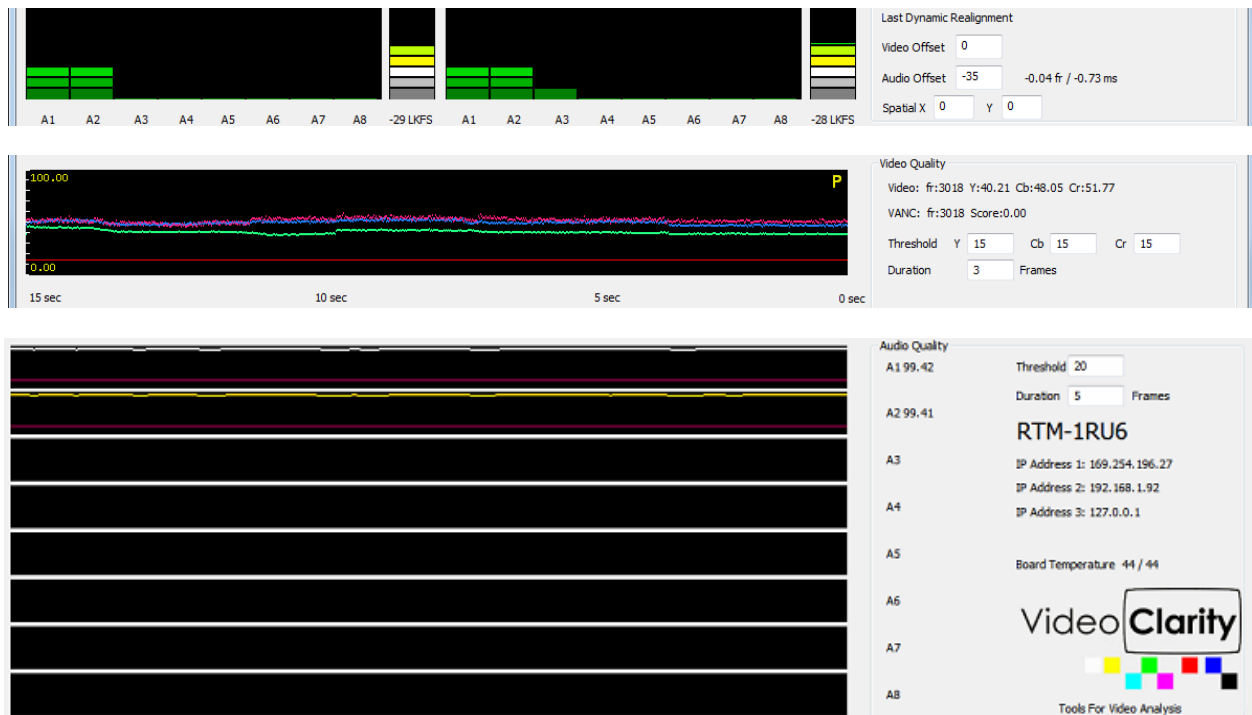 Last Dynamic Realignment
Video Offset 0
Audio Offset -35 -0.04 fr / -0.73 ms
Spatial X 0 Y 0
A1 A2 A3 A4 A5 A6 A7 A8 -29 LKFS A1 A2 A3 A4 A5 A6 A7 A8 -28 LKFS
Video Quality
100.00 P
Video: fr:3018 Y:40.21 Cb:48.05 Cr:51.77
VANC: fr:3018 Score:0.00
Threshold Y 15 Cb 15 Cr 15
0.00
Duration 3 Frames
15 sec 10 sec 5 sec 0 sec
Audio Quality
A1 99.42 Threshold 20
Duration 5 Frames
A2 99.41
RTM-1RU6
A3 IP Address 1: 169.254.196.27
IP Address 2: 192.168.1.92
A4 IP Address 3: 127.0.0.1
A5
Board Temperature 44 / 44
A6
Video Clarity
A7
A8
Tools For Video Analysis